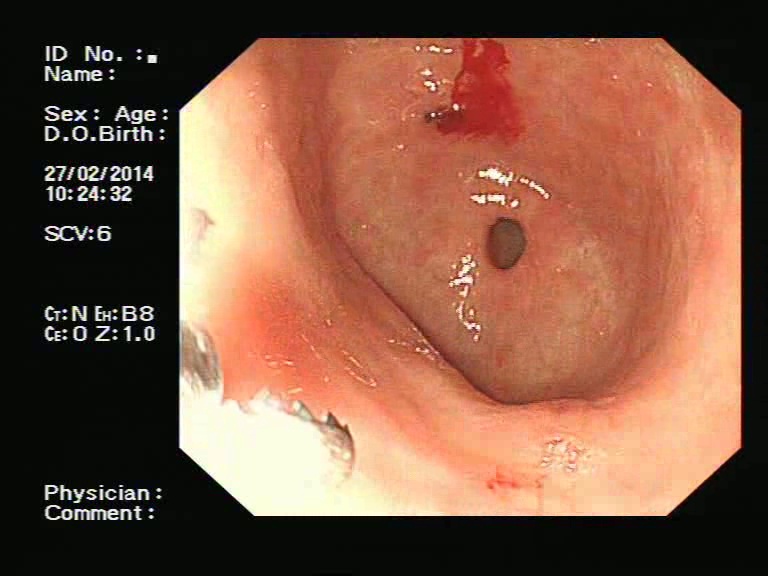 ID No. :
Name:
Sex: Age:
D.O.Birth:
27/02/2014
10:24:32
SCV:6
CT:N EH:B8
CE:0 Z:1.0
Physician:
Comment: